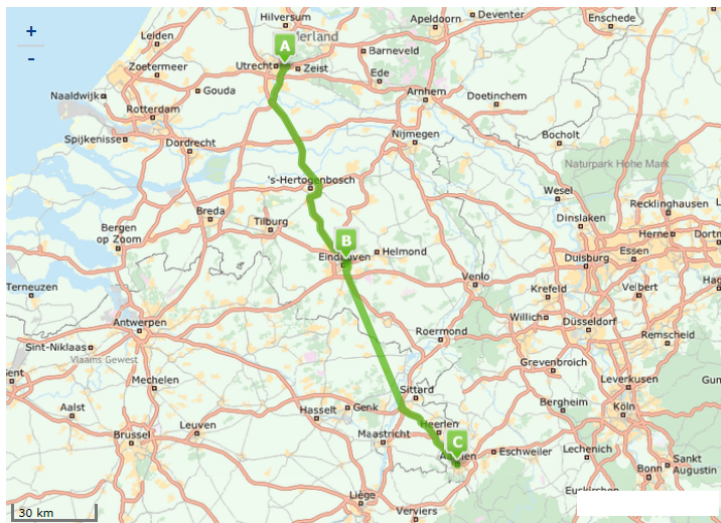 Hilversum
Apeldoorn
Deventer
Enschede
+
-
Leiden
A
Barneveld
Zoetermeer
Utrecht
Zeist
Ede
Naaldwijk
Gouda
Arnhem
Doetinchem
Rotterdam
Spijkenisse
Dordrecht
Nijmegen
Bocholt
Naturpark Hohe Mark
's-Hertogenbosch
Wesel
Recklinghausen
Breda
Tilburg
Dinslaken
Bergen
op Zoom
B
Herne
Helmond
Essen
Duisburg
Terneuzen
Venlo
Krefeld
Velbert
Antwerpen
Willich
Düsseldorf
Roermond
Remscheid
Sint-Niklaas
Vlaams Gewest
Grevenbroich
Mechelen
Sittard
Leverkusen
Aalst
Hasselt
Genk
Bergheim
Köln
Leuven
Heerlen
Brussel
Maastricht
C
Eschweiler
Lechenich
Bonn
Sankt
Augustin
Liège
30 km
Verviers